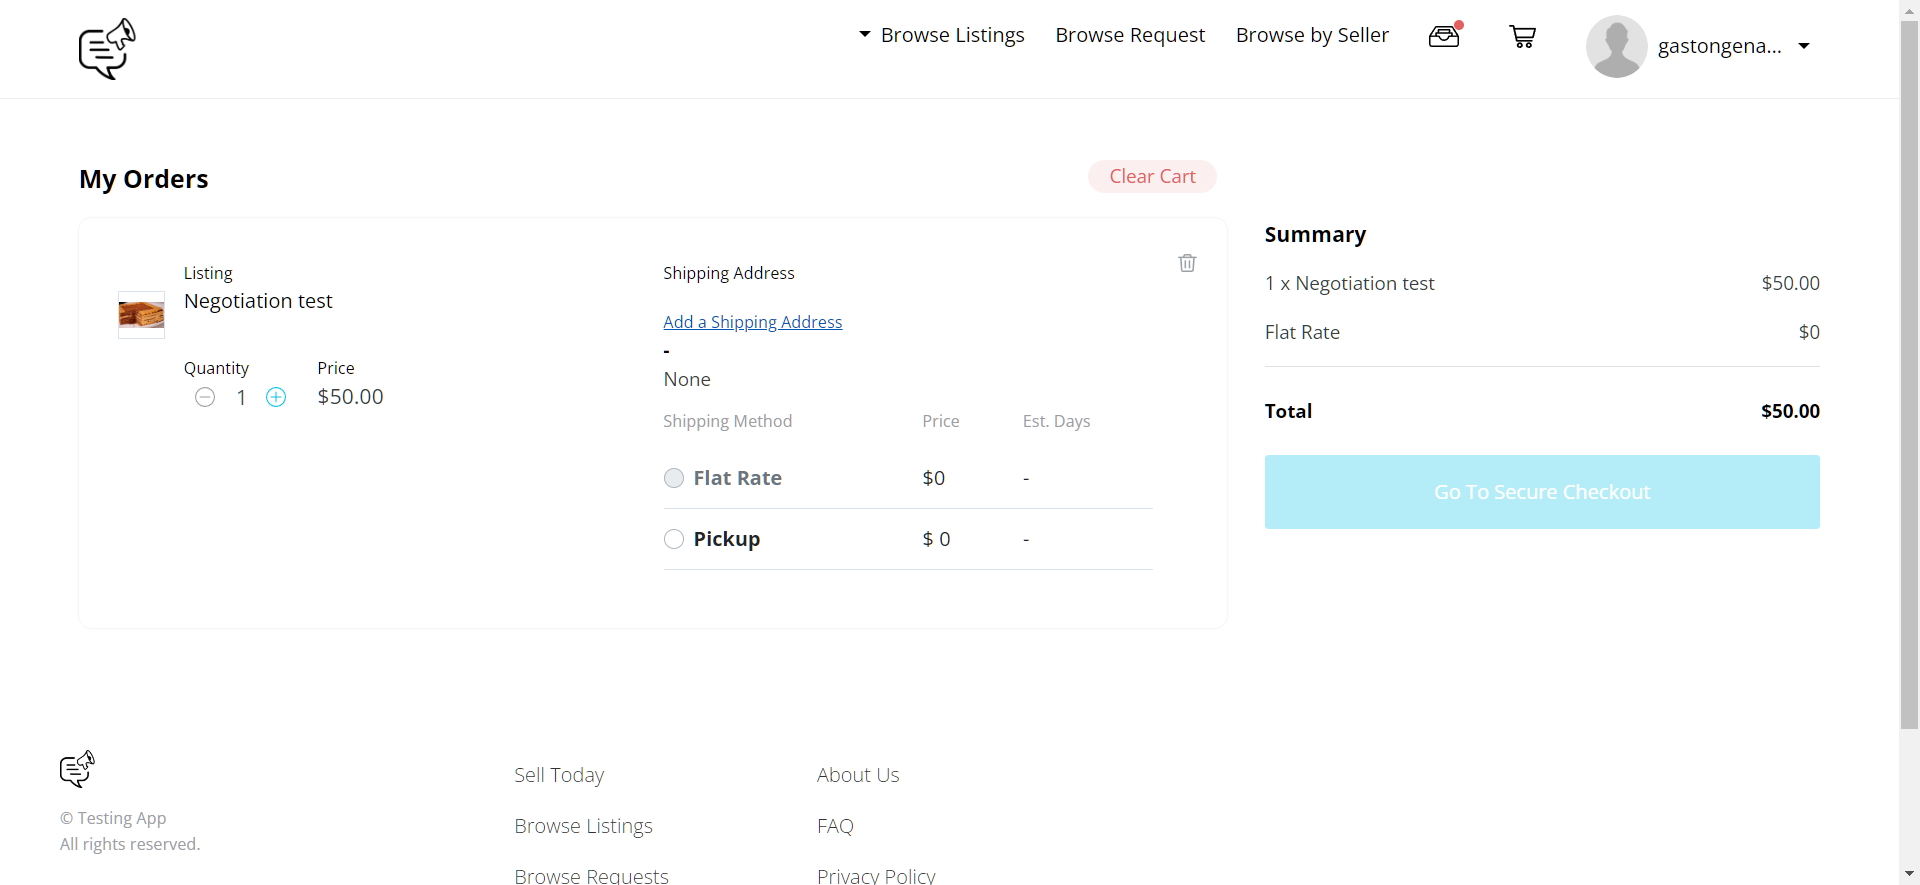 Browse Listings Browse Request Browse by Seller gastongena...
My Orders Clear Cart
Summary
Listing
Negotiation test
Shipping Address
1 x Negotiation test $50.00
Add a Shipping Address
Flat Rate $0
-
Quantity Price
None
1 $50.00
Total $50.00
Shipping Method Price Est. Days
Flat Rate $0 -
Go To Secure Checkout
Pickup $ 0 -
Sell Today About Us
© Testing App
Browse Listings FAQ
All rights reserved.
Browse Requests Privacy Policy